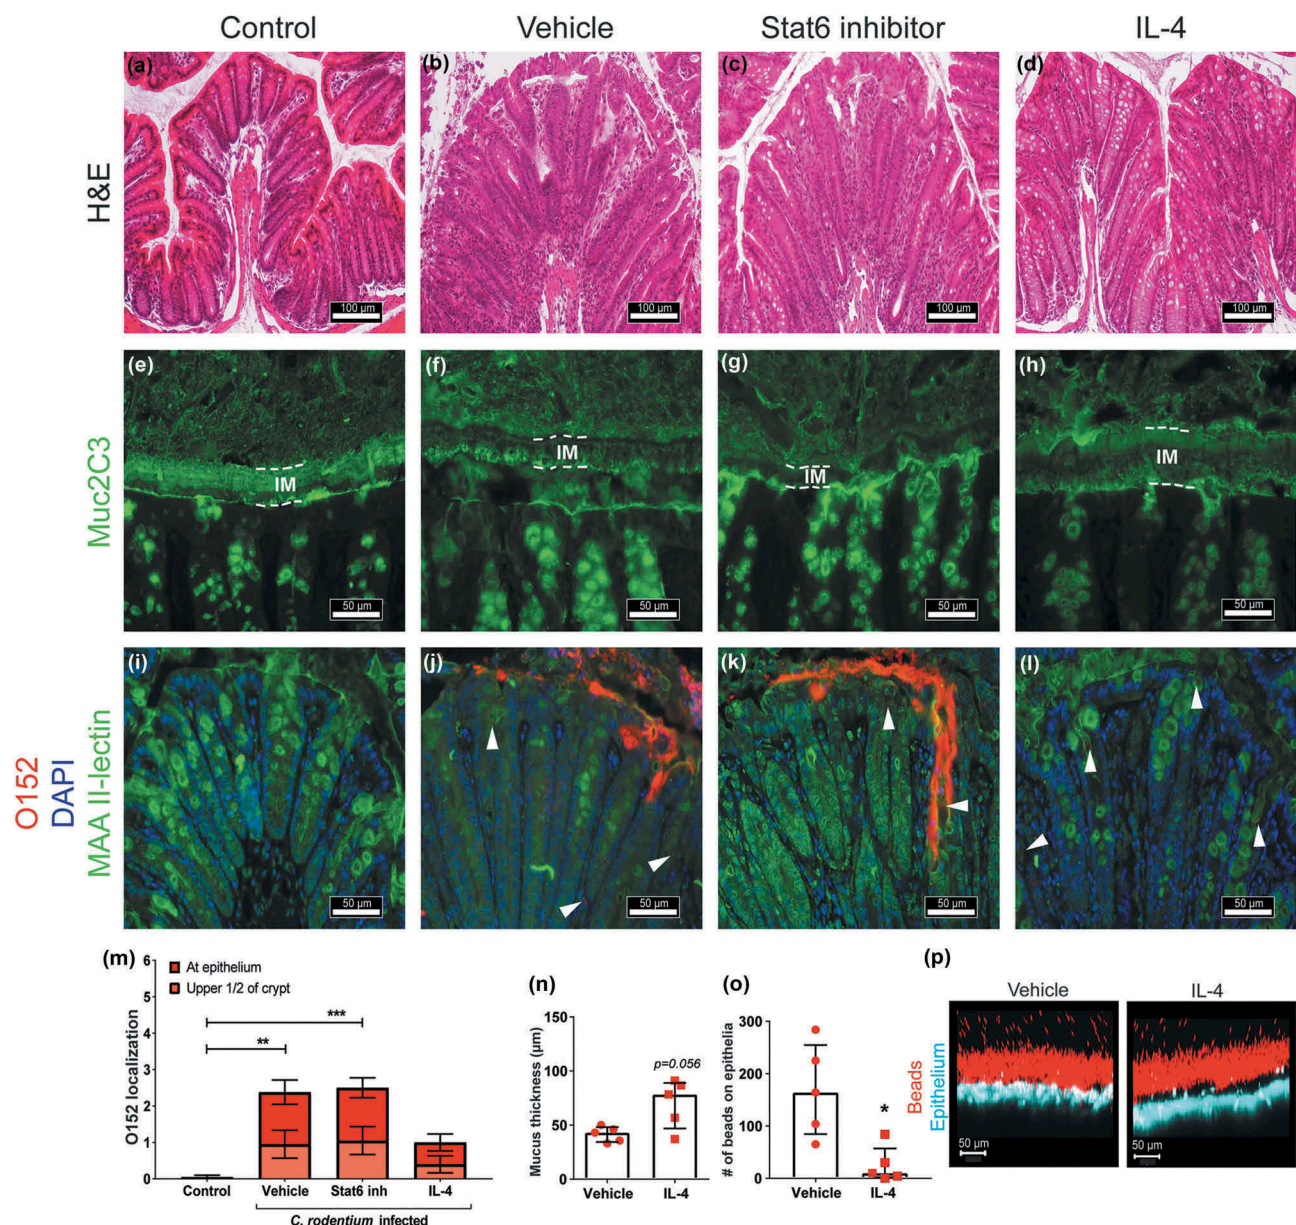 Control Vehicle Stat6 inhibitor IL-4
H&E
(a) (b) (c) (d)
100 µm 100 µm 100 µm 100 µm
Muc2C3
(e) (f) (g) (h)
IM IM IM IM
50 µm 50 µm 50 µm 50 µm
O152
DAPI
MAA II-lectin
(i) (j) (k) (l)
50 µm 50 µm 50 µm 50 µm
(m)
O152 localization
6
5
4
3
2
1
0
At epithelium
Upper 1/2 of crypt
***
**
Control Vehicle Stat6 inh IL-4
C. rodentium infected
(n)
Mucus thickness (µm)
150
100
50
0
p=0.056
Vehicle IL-4
(o)
# of beads on epithelia
300
200
100
0
*
Vehicle IL-4
(p)
Vehicle IL-4
Beads
Epithelium
50 µm 50 µm